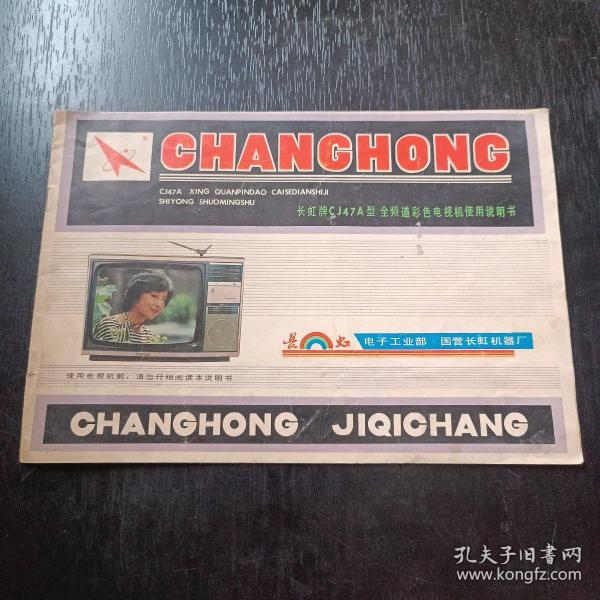 CHANGHONG
CJ47A XING QUANPINDAO CAISEDIANSHIJI
SHIYONG SHUOMINGSHU
长虹牌CJ47A型 全频道彩色电视机使用说明书
长虹 电子工业部·国营长虹机器厂
使用电视机前，请您仔细阅读本说明书
CHANGHONG JIQICHANG
孔夫子旧书网
www.kongfz.com